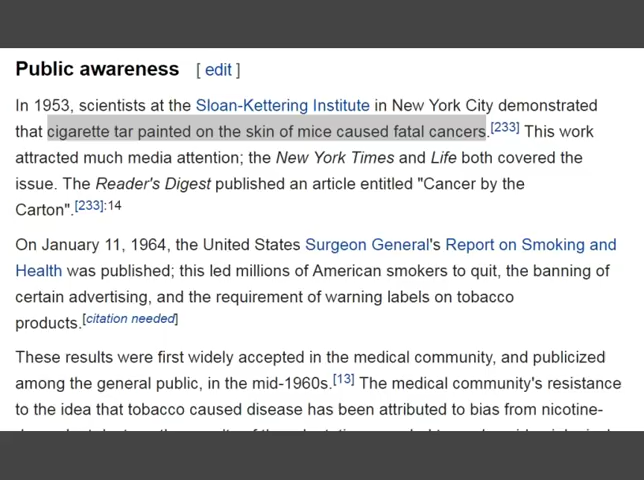 Public awareness [ edit ]
In 1953, scientists at the Sloan-Kettering Institute in New York City demonstrated
that cigarette tar painted on the skin of mice caused fatal cancers.[233] This work
attracted much media attention; the New York Times and Life both covered the
issue. The Reader's Digest published an article entitled "Cancer by the
Carton".[233]:14
On January 11, 1964, the United States Surgeon General's Report on Smoking and
Health was published; this led millions of American smokers to quit, the banning of
certain advertising, and the requirement of warning labels on tobacco
products.[citation needed]
These results were first widely accepted in the medical community, and publicized
among the general public, in the mid-1960s.[13] The medical community's resistance
to the idea that tobacco caused disease has been attributed to bias from nicotine-